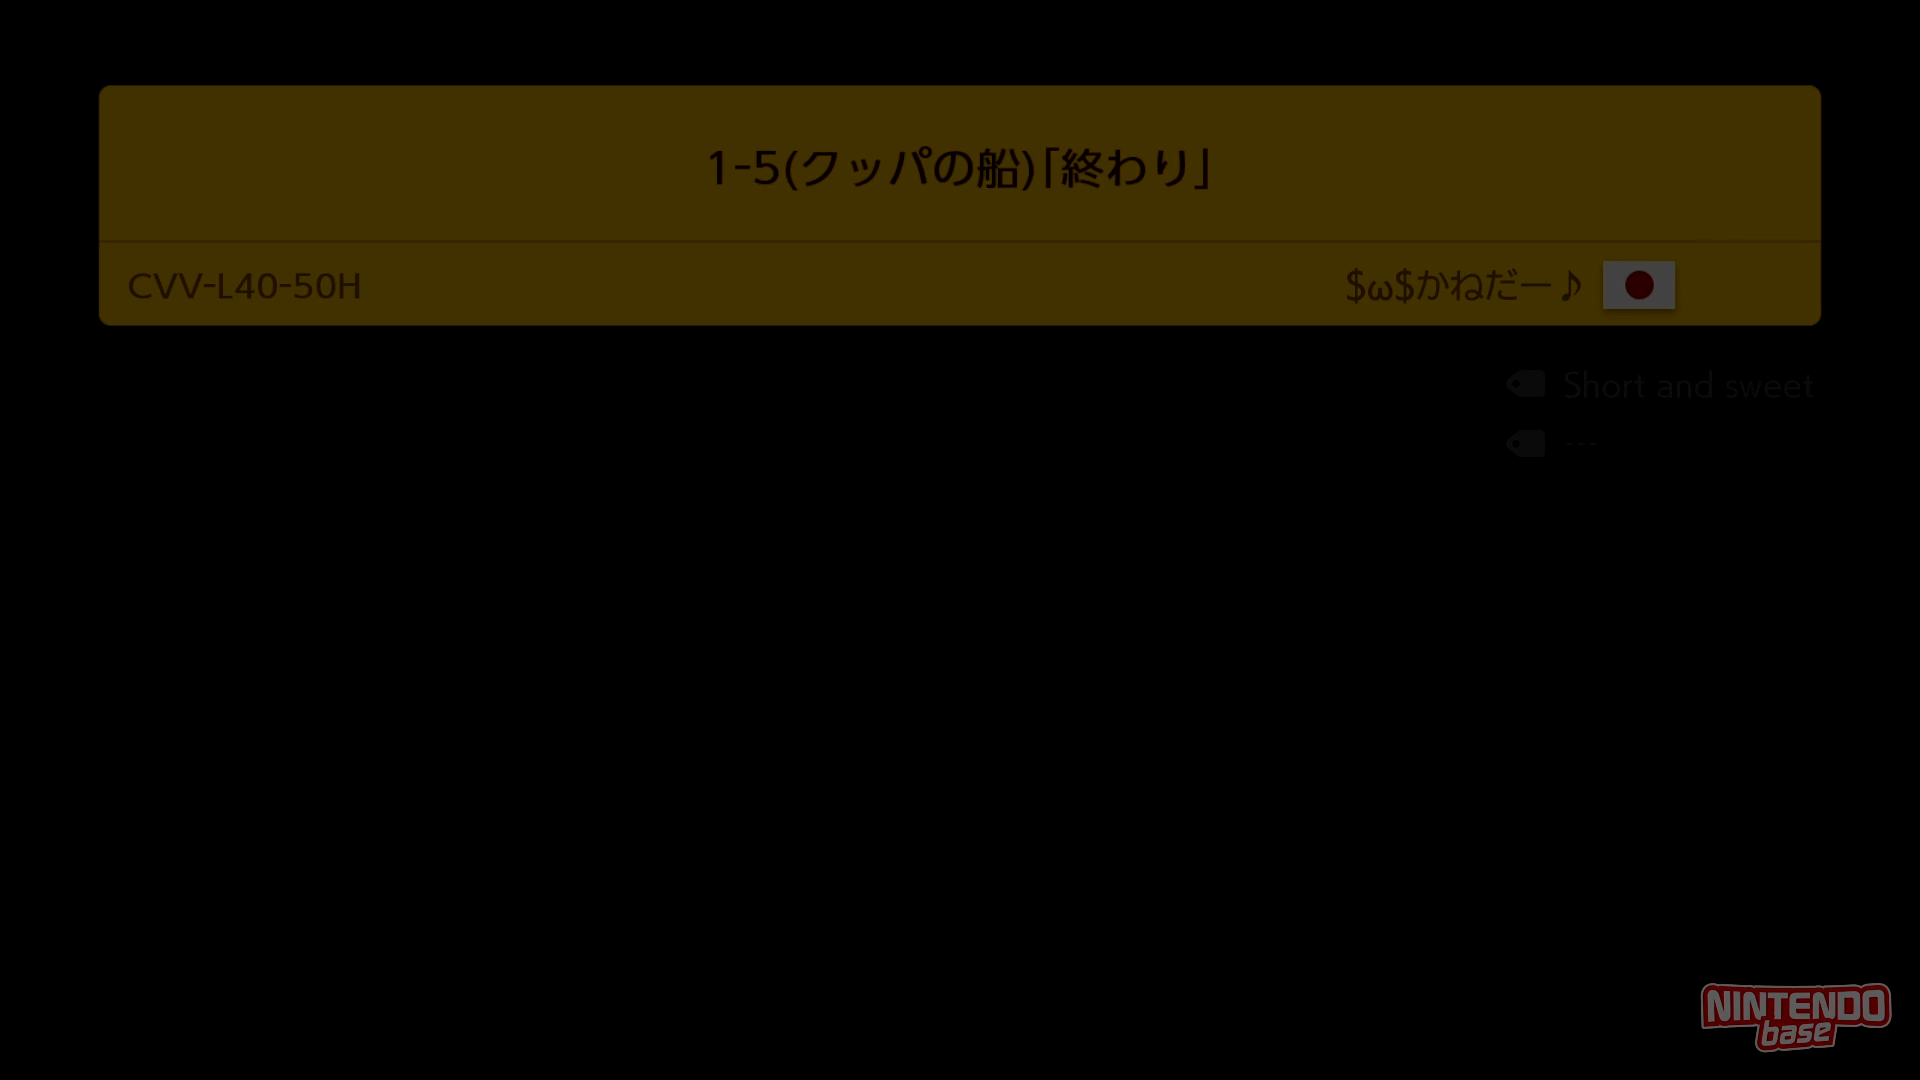 1-5(クッパの船)「終わり」
CVV-L40-50H
$ω$かねだー♪
Short and sweet
---
NINTENDO
base